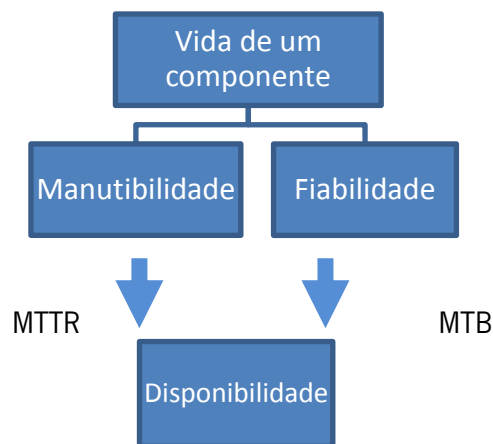 Vida de um
componente
Manutibilidade
Fiabilidade
MTTR
MTB
Disponibilidade